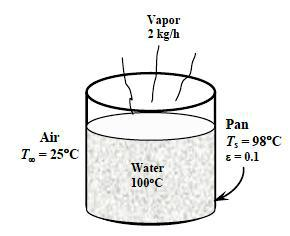 Vapor
2 kg/h
Air
T∞ = 25°C
Pan
Ts = 98°C
ε = 0.1
Water
100°C